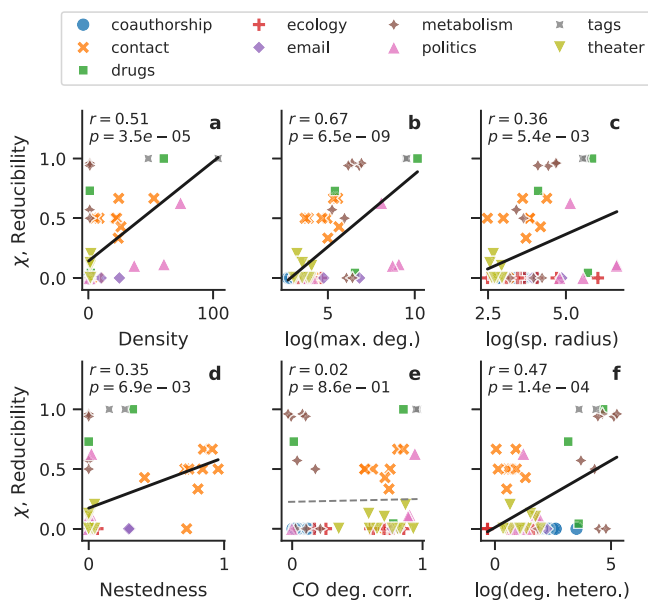 coauthorship ecology metabolism tags
contact email politics theater
drugs
r = 0.51 a
p = 3.5e − 05
r = 0.67 b
p = 6.5e − 09
r = 0.36 c
p = 5.4e − 03
χ, Reducibility
1.0
0.5
0.0
0 100
Density
5 10
log(max. deg.)
2.5 5.0
log(sp. radius)
r = 0.35 d
p = 6.9e − 03
r = 0.02 e
p = 8.6e − 01
r = 0.47 f
p = 1.4e − 04
χ, Reducibility
1.0
0.5
0.0
0 1
Nestedness
0 1
CO deg. corr.
0 5
log(deg. hetero.)